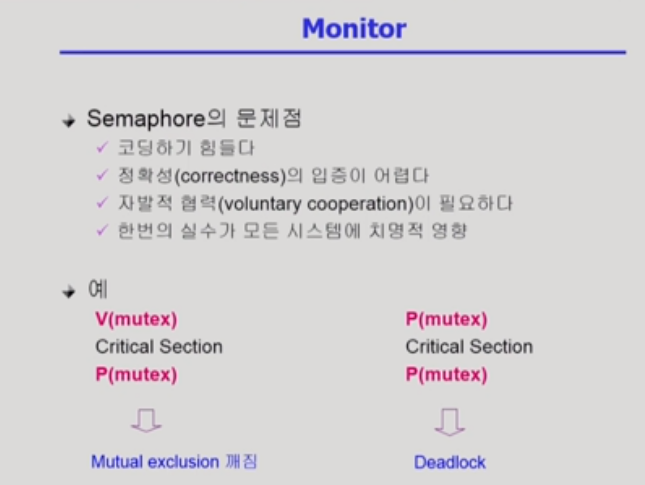 Monitor
Semaphore의 문제점
코딩하기 힘들다
정확성(correctness)의 입증이 어렵다
자발적 협력(voluntary cooperation)이 필요하다
한번의 실수가 모든 시스템에 치명적 영향
예
V(mutex)
Critical Section
P(mutex)
Mutual exclusion 깨짐
P(mutex)
Critical Section
P(mutex)
Deadlock